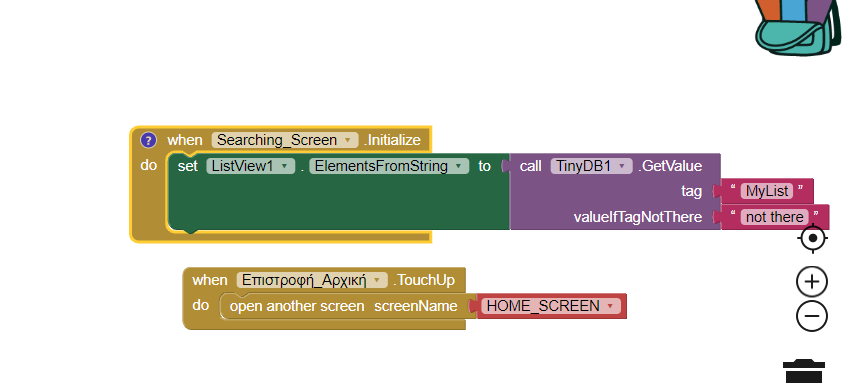 ? when Searching_Screen .Initialize
do set ListView1 . ElementsFromString to call TinyDB1 .GetValue
tag " MyList "
valueIfTagNotThere " not there "
when Επιστροφή_Αρχική .TouchUp
do open another screen screenName HOME_SCREEN